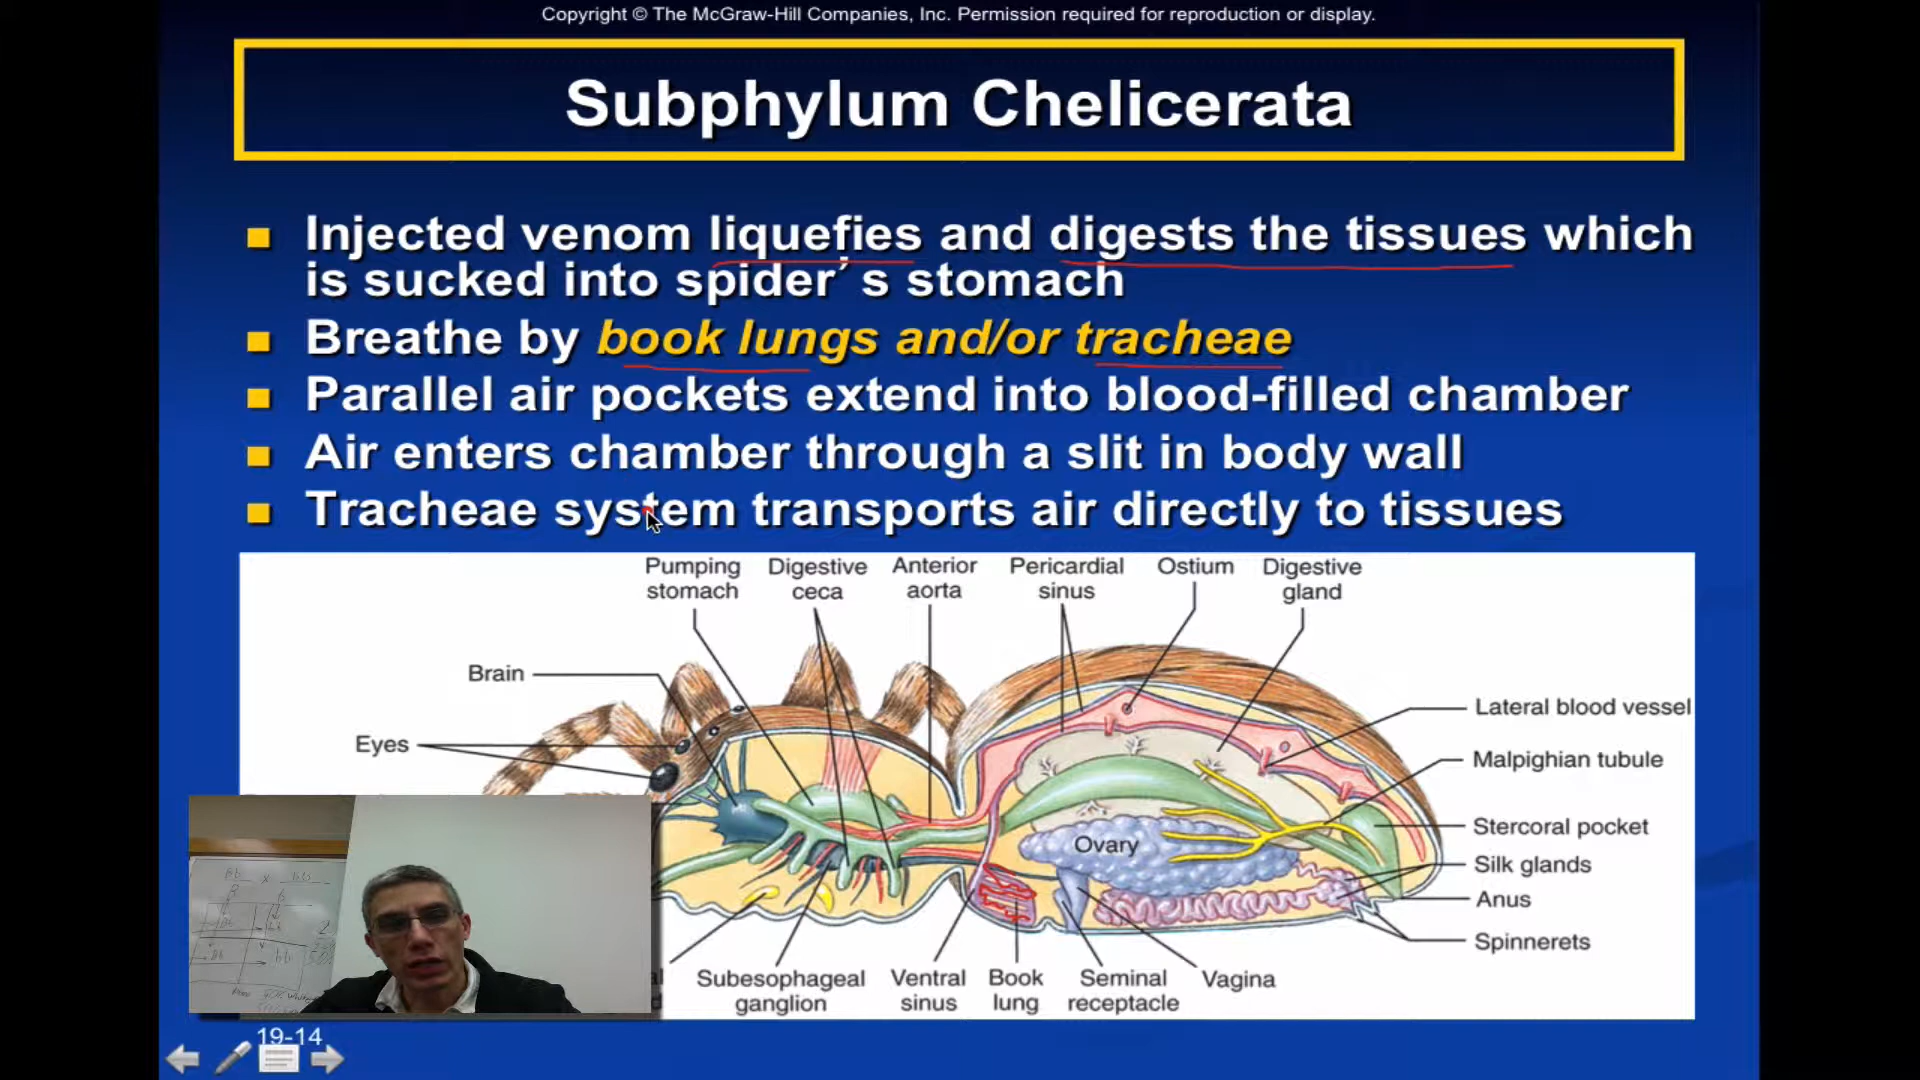 Copyright © The McGraw-Hill Companies, Inc. Permission required for reproduction or display.
Subphylum Chelicerata
Injected venom liquefies and digests the tissues which
is sucked into spider´s stomach
Breathe by book lungs and/or tracheae
Parallel air pockets extend into blood-filled chamber
Air enters chamber through a slit in body wall
Tracheae system transports air directly to tissues
Pumping
stomach
Digestive
ceca
Anterior
aorta
Pericardial
sinus
Ostium
Digestive
gland
Brain
Eyes
Lateral blood vessel
Malpighian tubule
Stercoral pocket
Silk glands
Anus
Spinnerets
Ovary
Subesophageal
ganglion
Ventral
sinus
Book
lung
Seminal
receptacle
Vagina
Bb x bb
Bb
bb
19-14